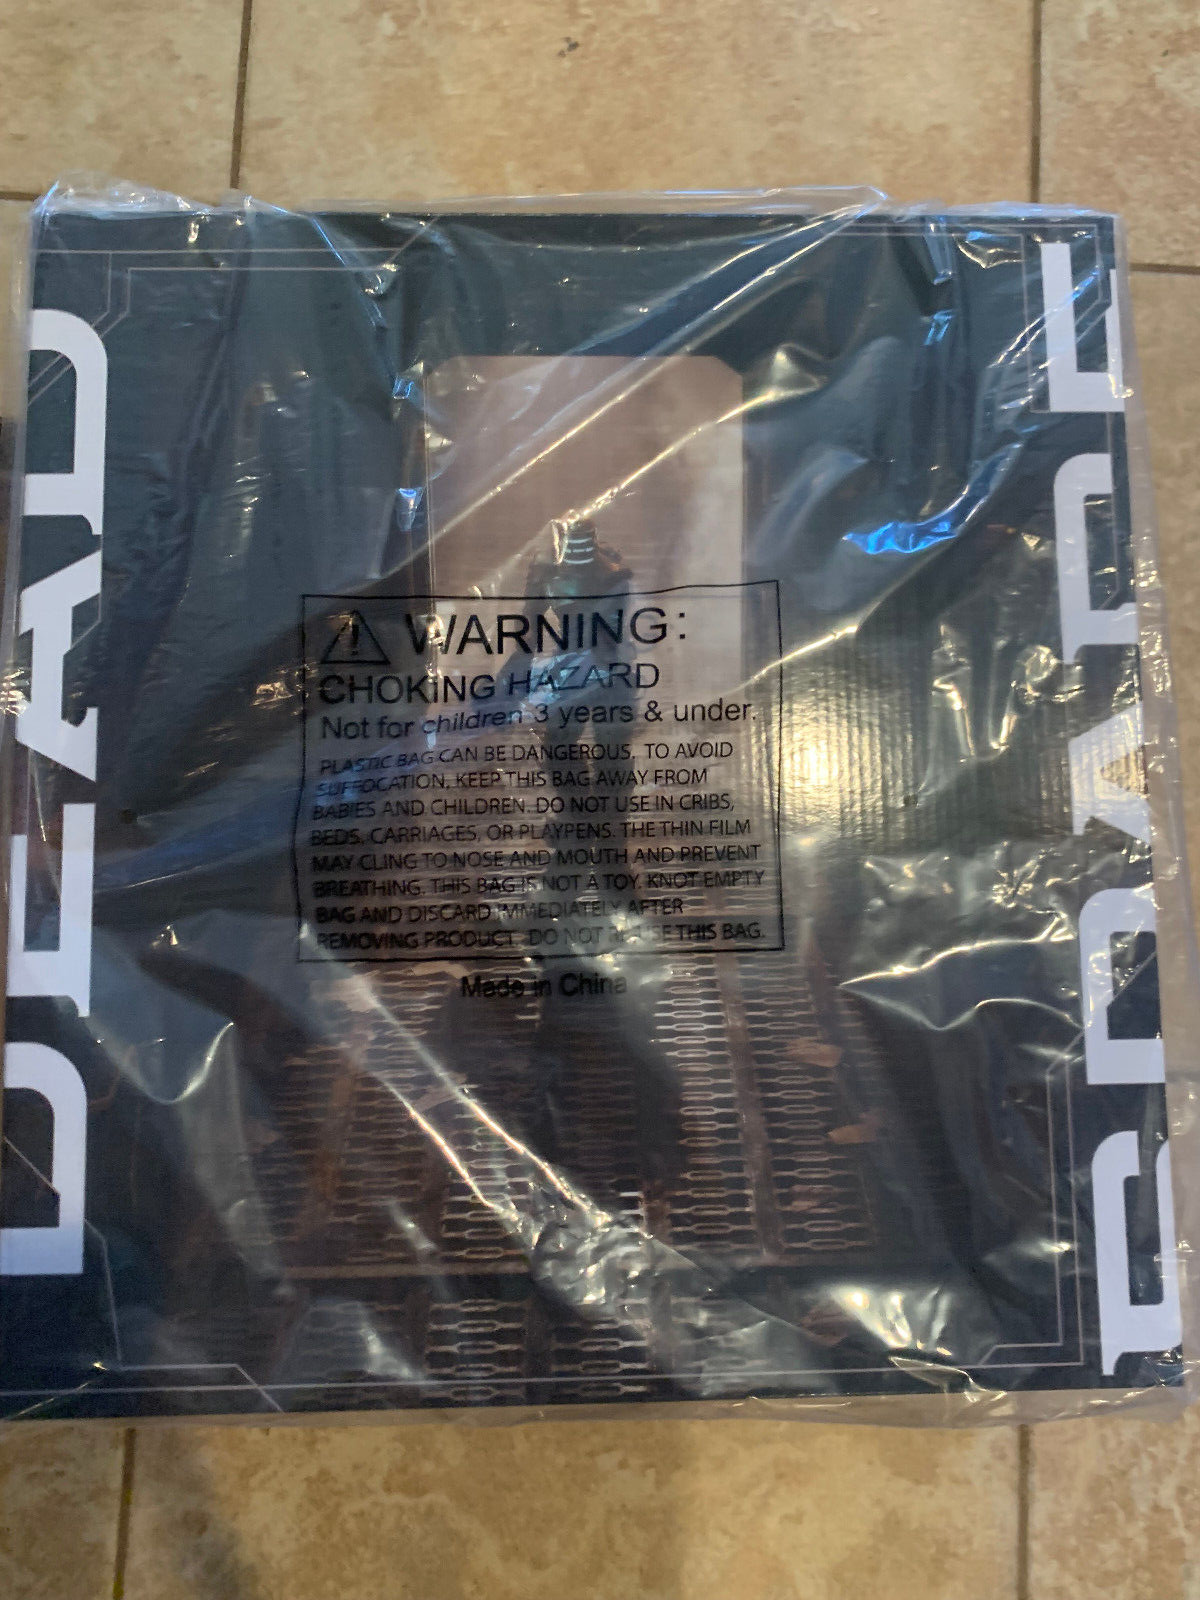 DEAD
SPACE
WARNING:
CHOKING HAZARD
Not for children 3 years & under.
PLASTIC BAG CAN BE DANGEROUS. TO AVOID
SUFFOCATION, KEEP THIS BAG AWAY FROM
BABIES AND CHILDREN. DO NOT USE IN CRIBS,
BEDS, CARRIAGES, OR PLAYPENS. THE THIN FILM
MAY CLING TO NOSE AND MOUTH AND PREVENT
BREATHING. THIS BAG IS NOT A TOY. KNOT EMPTY
BAG AND DISCARD IMMEDIATELY AFTER
REMOVING PRODUCT. DO NOT REUSE THIS BAG.
Made in China